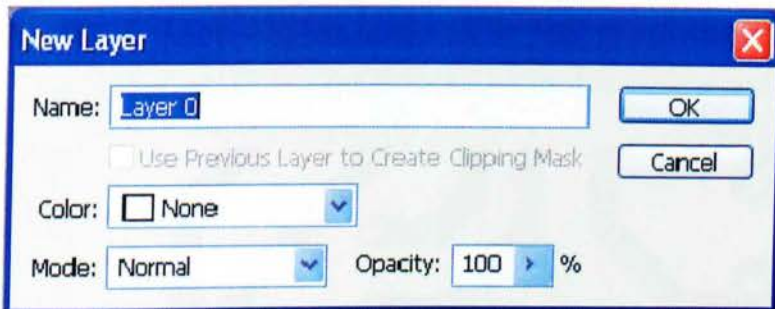 New Layer
Name: Layer 0 OK
Use Previous Layer to Create Clipping Mask Cancel
Color: None
Mode: Normal Opacity: 100 %